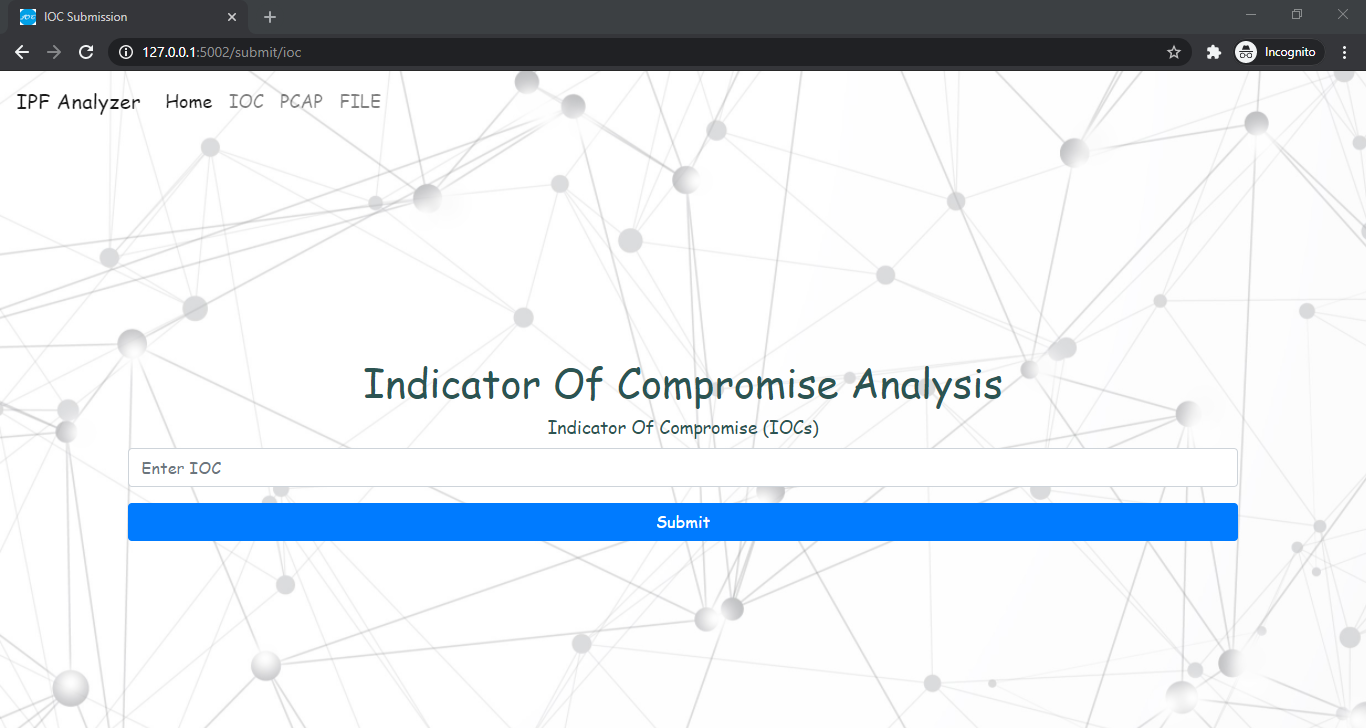 IOC Submission
127.0.0.1:5002/submit/ioc
Incognito
IPF Analyzer Home IOC PCAP FILE
Indicator Of Compromise Analysis
Indicator Of Compromise (IOCs)
Enter IOC
Submit